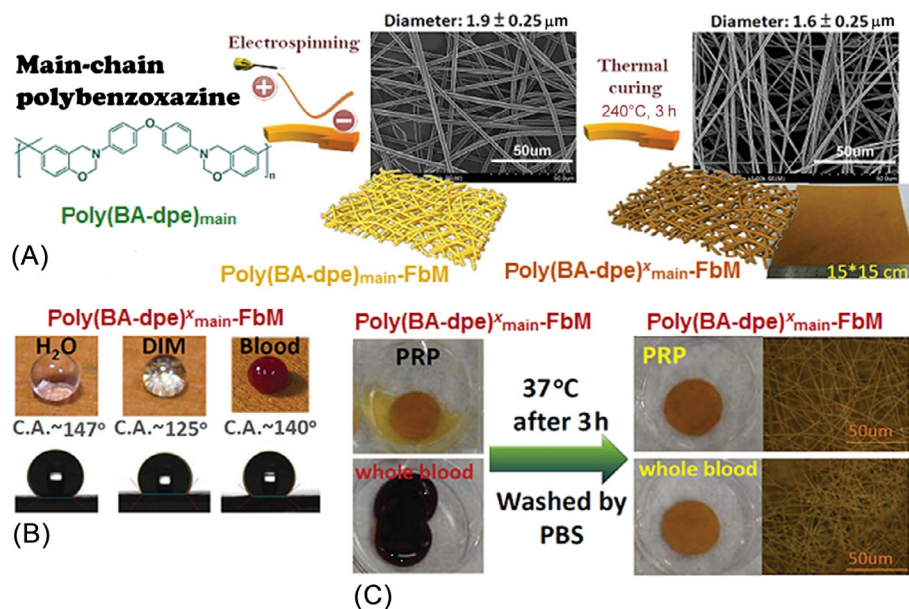 Diameter: 1.9 ± 0.25 μm
Diameter: 1.6 ± 0.25 μm
Electrospinning
+
−
Main-chain
polybenzoxazine
O
N
O
N
O
n
Poly(BA-dpe)main
50um
Thermal
curing
240°C, 3 h
50um
Poly(BA-dpe)main-FbM
Poly(BA-dpe)ˣmain-FbM
15*15 cm
(A)
Poly(BA-dpe)ˣmain-FbM
H₂O
DIM
Blood
C.A.~147°
C.A.~125°
C.A.~140°
(B)
Poly(BA-dpe)ˣmain-FbM
PRP
whole blood
37°C
after 3 h
Washed by
PBS
Poly(BA-dpe)ˣmain-FbM
PRP
50um
whole blood
50um
(C)